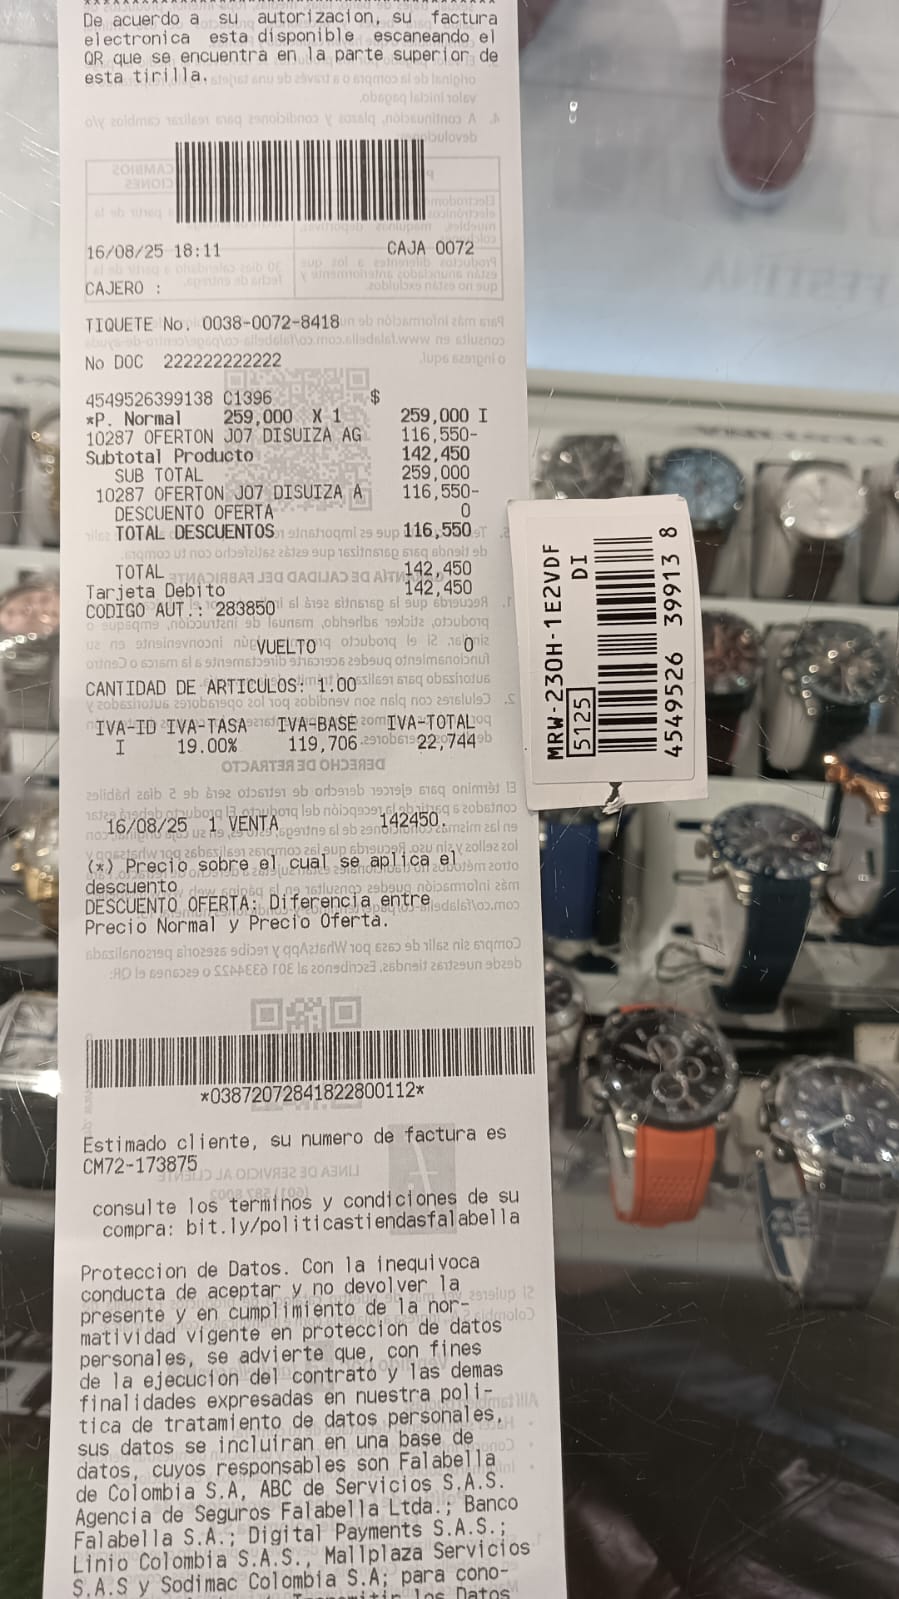 De acuerdo a su autorizacion, su factura
electronica esta disponible escaneando el
QR que se encuentra en la parte superior de
esta tirilla.
16/08/25 18:11 CAJA 0072
CAJERO :
TIQUETE No. 0038-0072-8418
No DOC 222222222222
4549526399138 C1396 $
*P. Normal 259,000 X 1 259,000 I
10287 OFERTON J07 DISUIZA AG 116,550-
Subtotal Producto 142,450
SUB TOTAL 259,000
10287 OFERTON J07 DISUIZA A 116,550-
DESCUENTO OFERTA 0
TOTAL DESCUENTOS 116,550
TOTAL 142,450
Tarjeta Debito 142,450
CODIGO AUT.: 283850
VUELTO 0
CANTIDAD DE ARTICULOS: 1.00
IVA-ID IVA-TASA IVA-BASE IVA-TOTAL
I 19.00% 119,706 22,744
16/08/25 1 VENTA 142450.
(*) Precio sobre el cual se aplica el
descuento
DESCUENTO OFERTA: Diferencia entre
Precio Normal y Precio Oferta.
*03872072841822800112*
Estimado cliente, su numero de factura es
CM72-173875
consulte los terminos y condiciones de su
compra: bit.ly/politicastiendasfalabella
Proteccion de Datos. Con la inequivoca
conducta de aceptar y no devolver la
presente y en cumplimiento de la nor-
matividad vigente en proteccion de datos
personales, se advierte que, con fines
de la ejecucion del contrato y las demas
finalidades expresadas en nuestra poli-
tica de tratamiento de datos personales,
sus datos se incluiran en una base de
datos, cuyos responsables son Falabella
de Colombia S.A, ABC de Servicios S.A.S.
Agencia de Seguros Falabella Ltda.; Banco
Falabella S.A.; Digital Payments S.A.S.;
Linio Colombia S.A.S., Mallplaza Servicios
S.A.S y Sodimac Colombia S.A; para cono-
los Datos
MRW-230H-1E2VDF
DI
5125
4549526 39913 8
FESTINA